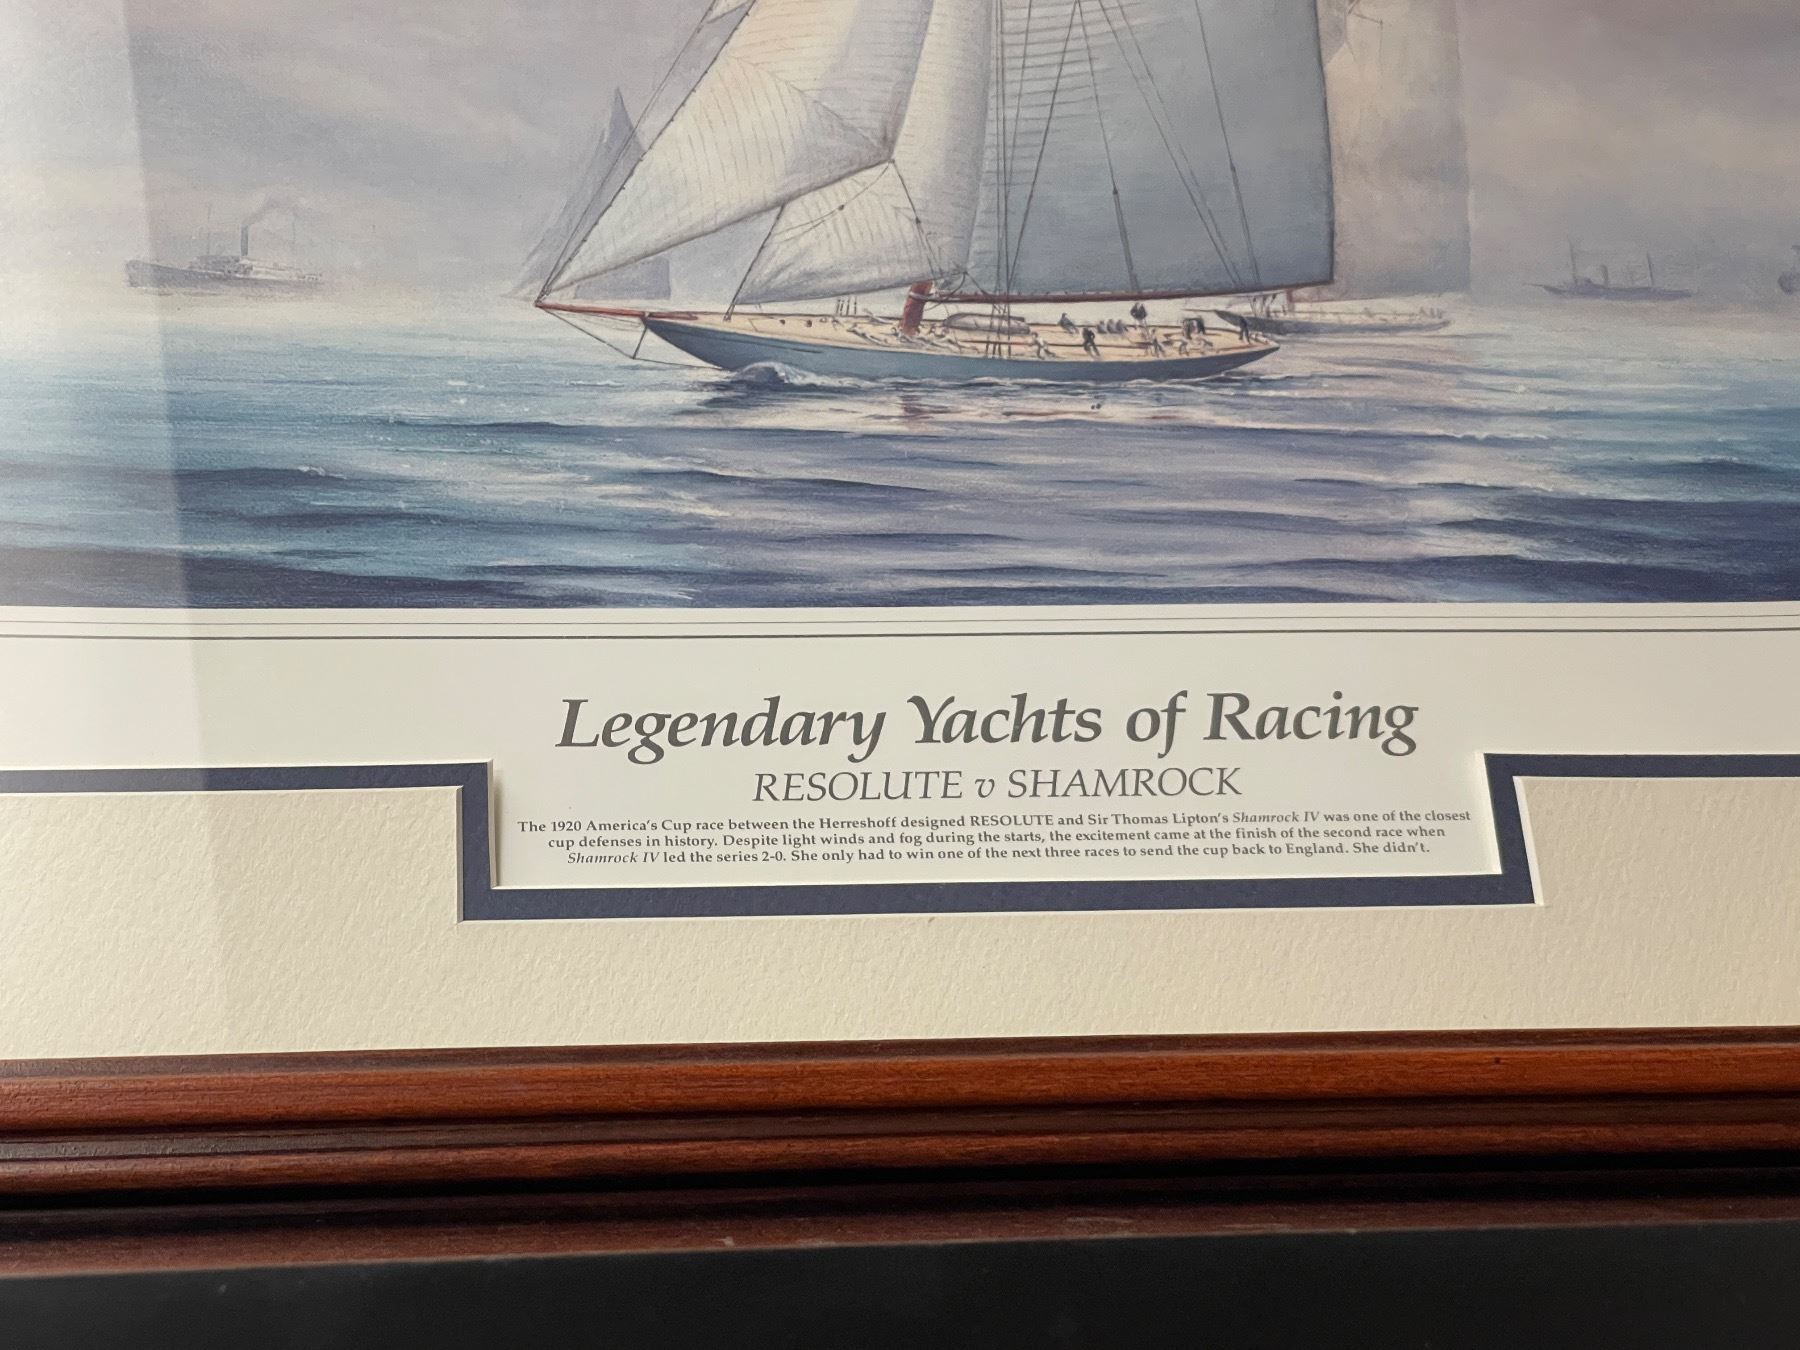 Legendary Yachts of Racing
RESOLUTE v SHAMROCK
The 1920 America's Cup race between the Herreshoff designed RESOLUTE and Sir Thomas Lipton's Shamrock IV was one of the closest
cup defenses in history. Despite light winds and fog during the starts, the excitement came at the finish of the second race when
Shamrock IV led the series 2-0. She only had to win one of the next three races to send the cup back to England. She didn't.